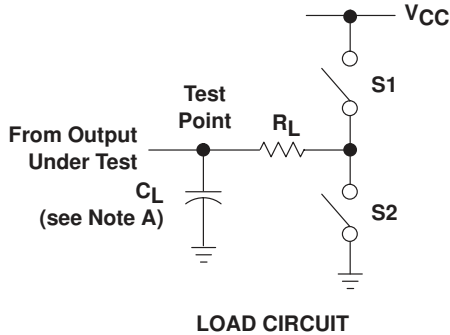 VCC
S1
Test
Point
RL
From Output
Under Test
CL
(see Note A)
S2
LOAD CIRCUIT